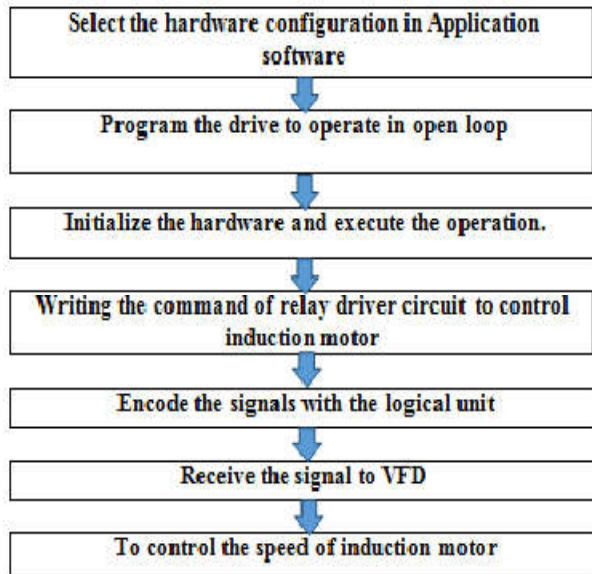 Select the hardware configuration in Application
software
Program the drive to operate in open loop
Initialize the hardware and execute the operation.
Writing the command of relay driver circuit to control
induction motor
Encode the signals with the logical unit
Receive the signal to VFD
To control the speed of induction motor